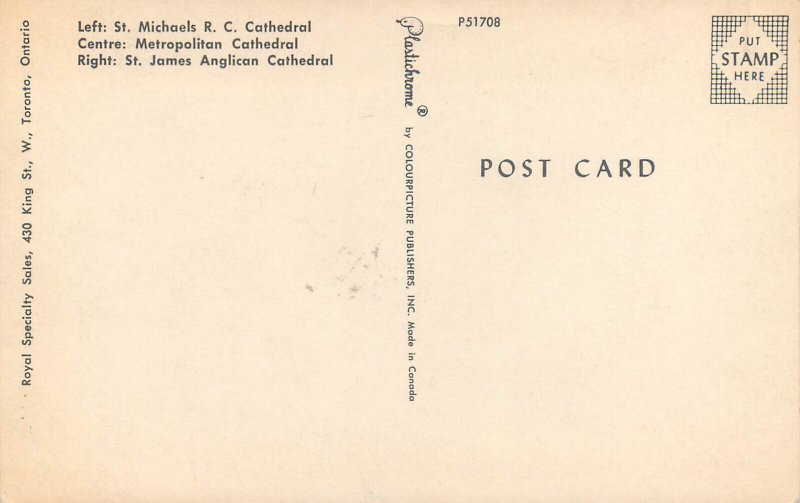 Left: St. Michaels R. C. Cathedral
Centre: Metropolitan Cathedral
Right: St. James Anglican Cathedral
Royal Specialty Sales, 430 King St., W., Toronto, Ontario
Plastichrome ® by COLOURPICTURE PUBLISHERS, INC. Made in Canada
P51708
PUT
STAMP
HERE
POST CARD